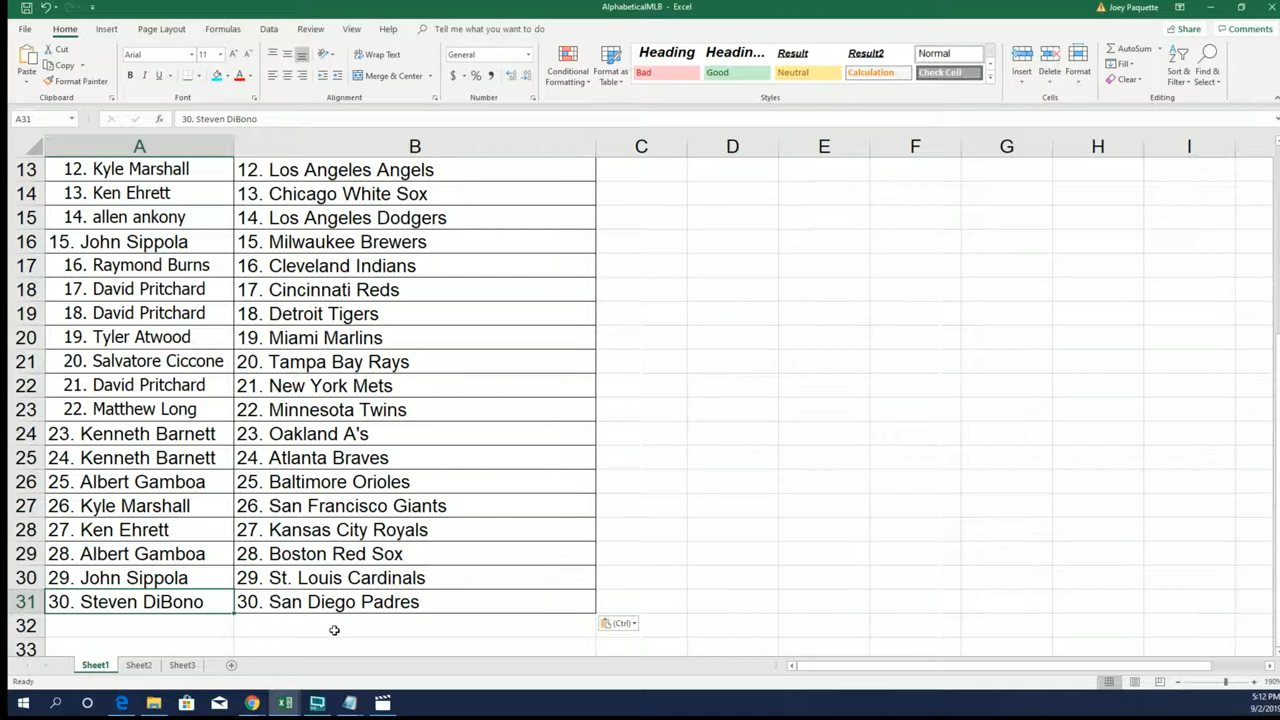 AlphabeticalMLB - Excel
Joey Paquette
File Home Insert Page Layout Formulas Data Review View Help Tell me what you want to do
Share Comments
Paste
Cut
Copy
Format Painter
Clipboard
Arial 11
B I U
Font
Wrap Text
Merge & Center
Alignment
General
$ % ,
Number
Conditional Formatting
Format as Table
Heading Headin... Result Result2 Normal
Bad Good Neutral Calculation Check Cell
Styles
Insert Delete Format
Cells
AutoSum
Fill
Clear
Sort & Filter
Find & Select
Editing
A31 fx 30. Steven DiBono
A B C D E F G H I
13 12. Kyle Marshall 12. Los Angeles Angels
14 13. Ken Ehrett 13. Chicago White Sox
15 14. allen ankony 14. Los Angeles Dodgers
16 15. John Sippola 15. Milwaukee Brewers
17 16. Raymond Burns 16. Cleveland Indians
18 17. David Pritchard 17. Cincinnati Reds
19 18. David Pritchard 18. Detroit Tigers
20 19. Tyler Atwood 19. Miami Marlins
21 20. Salvatore Ciccone 20. Tampa Bay Rays
22 21. David Pritchard 21. New York Mets
23 22. Matthew Long 22. Minnesota Twins
24 23. Kenneth Barnett 23. Oakland A's
25 24. Kenneth Barnett 24. Atlanta Braves
26 25. Albert Gamboa 25. Baltimore Orioles
27 26. Kyle Marshall 26. San Francisco Giants
28 27. Ken Ehrett 27. Kansas City Royals
29 28. Albert Gamboa 28. Boston Red Sox
30 29. John Sippola 29. St. Louis Cardinals
31 30. Steven DiBono 30. San Diego Padres
32 (Ctrl)
33
Sheet1 Sheet2 Sheet3
Ready 190%
5:12 PM